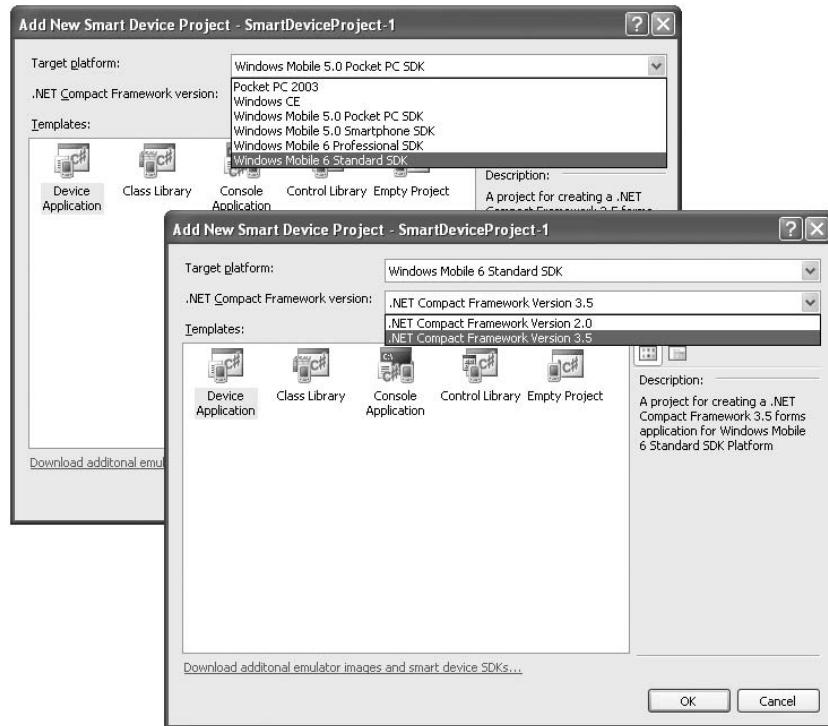 Add New Smart Device Project - SmartDeviceProject-1
Target platform:
Windows Mobile 5.0 Pocket PC SDK
.NET Compact Framework version:
Pocket PC 2003
Windows CE
Windows Mobile 5.0 Pocket PC SDK
Windows Mobile 5.0 Smartphone SDK
Windows Mobile 6 Professional SDK
Windows Mobile 6 Standard SDK
Templates:
Device Application
Class Library
Console Application
Control Library
Empty Project
Description:
A project for creating a .NET
Compact Framework 3.5 forms
Download additonal emul
Add New Smart Device Project - SmartDeviceProject-1
Target platform:
Windows Mobile 6 Standard SDK
.NET Compact Framework version:
.NET Compact Framework Version 3.5
.NET Compact Framework Version 2.0
.NET Compact Framework Version 3.5
Templates:
Device Application
Class Library
Console Application
Control Library
Empty Project
Description:
A project for creating a .NET
Compact Framework 3.5 forms
application for Windows Mobile
6 Standard SDK Platform
Download additonal emulator images and smart device SDKs...
OK
Cancel